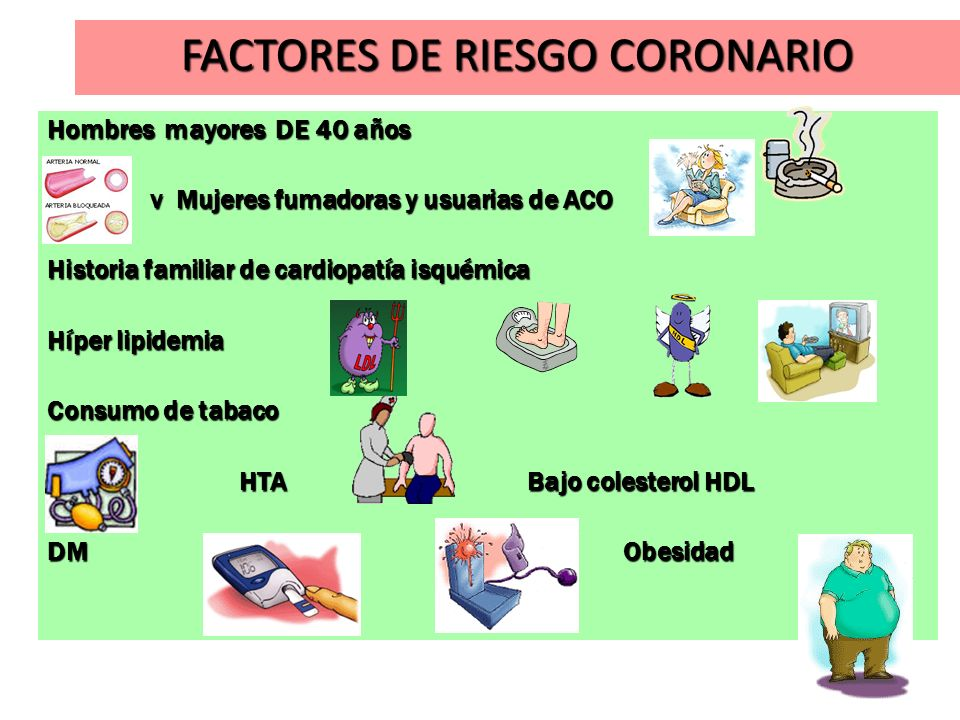 FACTORES DE RIESGO CORONARIO
Hombres mayores DE 40 años
ARTERIA NORMAL
ARTERIA BLOQUEADA
v Mujeres fumadoras y usuarias de ACO
Historia familiar de cardiopatía isquémica
Híper lipidemia
LDL
HDL
Consumo de tabaco
HTA Bajo colesterol HDL
DM Obesidad